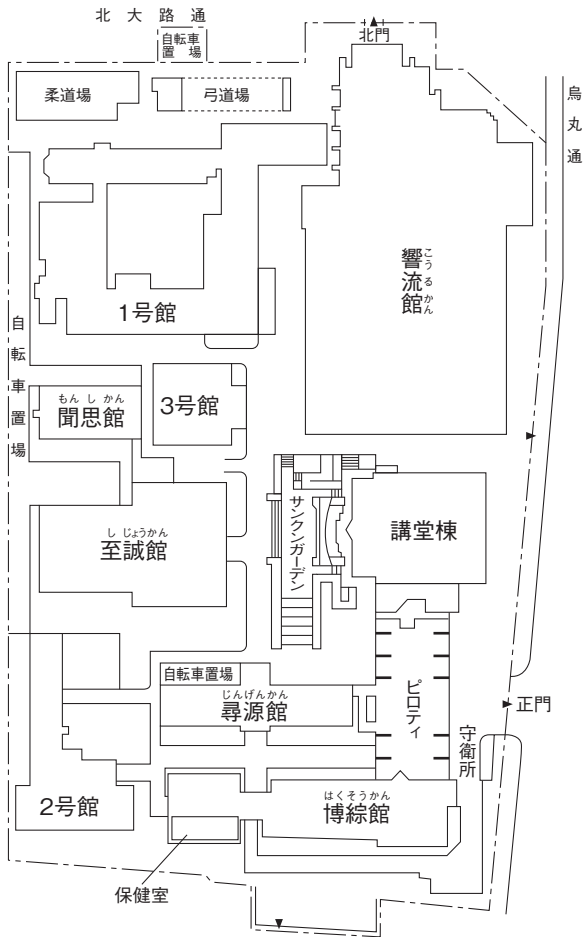 北大路通
自転車
置場
北門
烏丸通
柔道場
弓道場
響流館
こうるかん
1号館
自転車置場
もんしかん
聞思館
3号館
サンクンガーデン
講堂棟
しじょうかん
至誠館
自転車置場
じんげんかん
尋源館
ピロティ
正門
守衛所
2号館
はくそうかん
博綜館
保健室